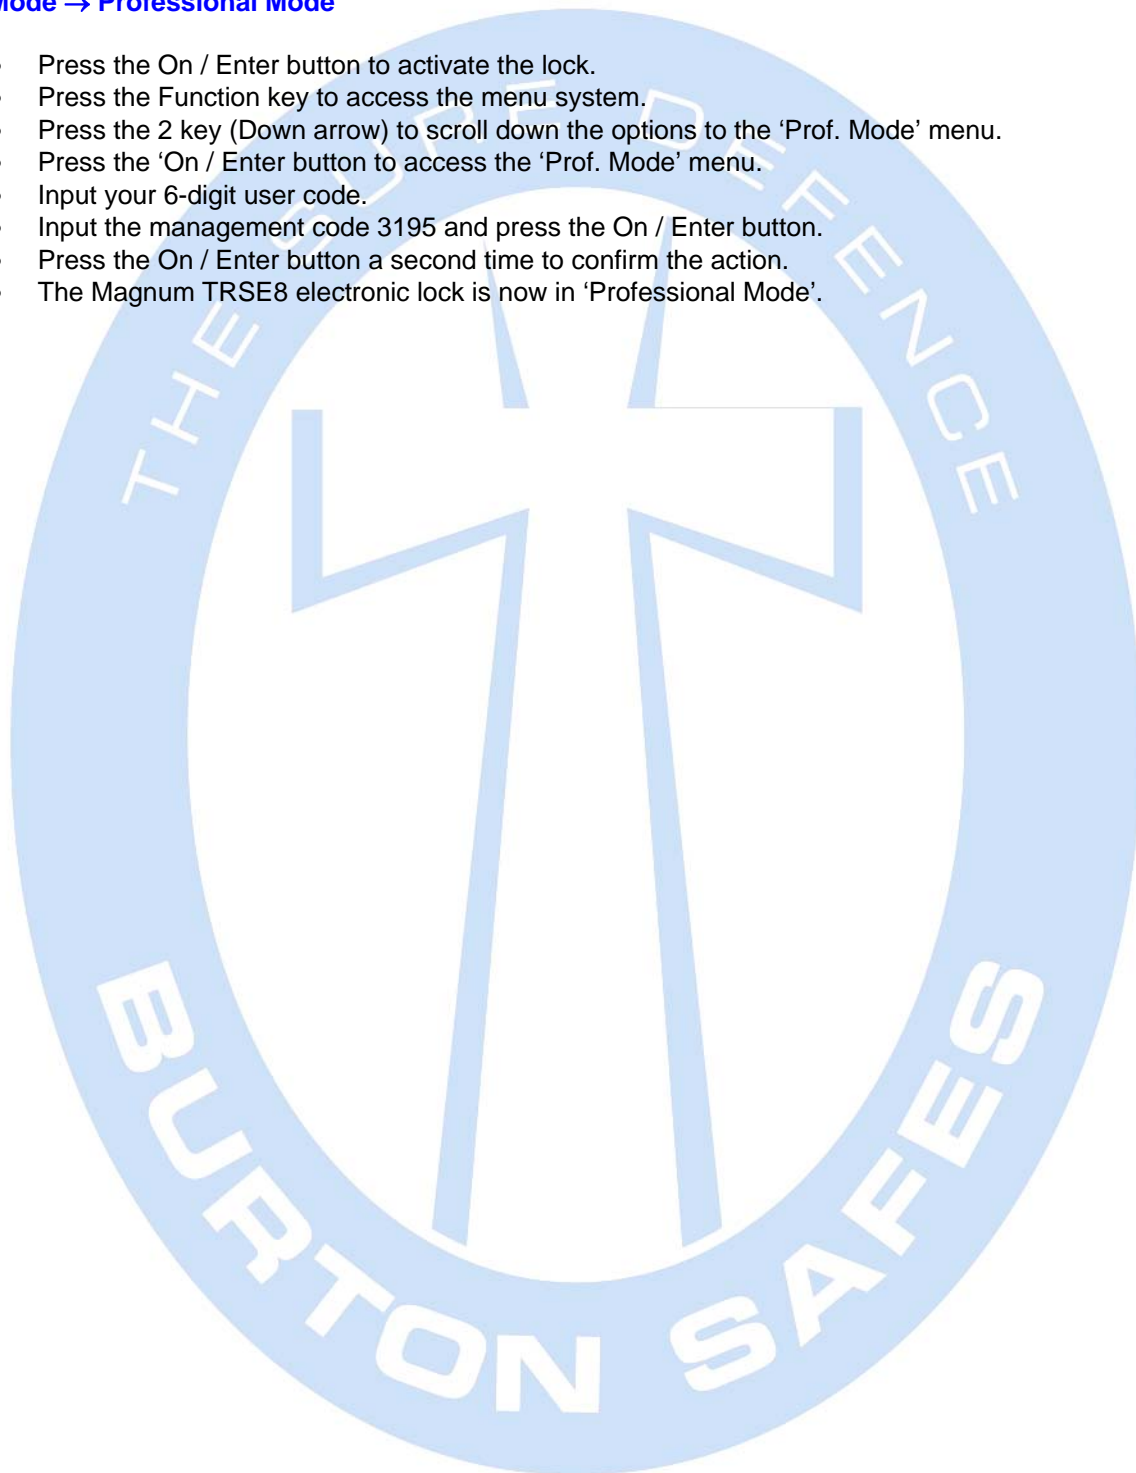 Mode → Professional Mode
• Press the On / Enter button to activate the lock.
• Press the Function key to access the menu system.
• Press the 2 key (Down arrow) to scroll down the options to the ‘Prof. Mode’ menu.
• Press the ‘On / Enter button to access the ‘Prof. Mode’ menu.
• Input your 6-digit user code.
• Input the management code 3195 and press the On / Enter button.
• Press the On / Enter button a second time to confirm the action.
• The Magnum TRSE8 electronic lock is now in ‘Professional Mode’.
THE SURE DEFENCE
BURTON SAFES